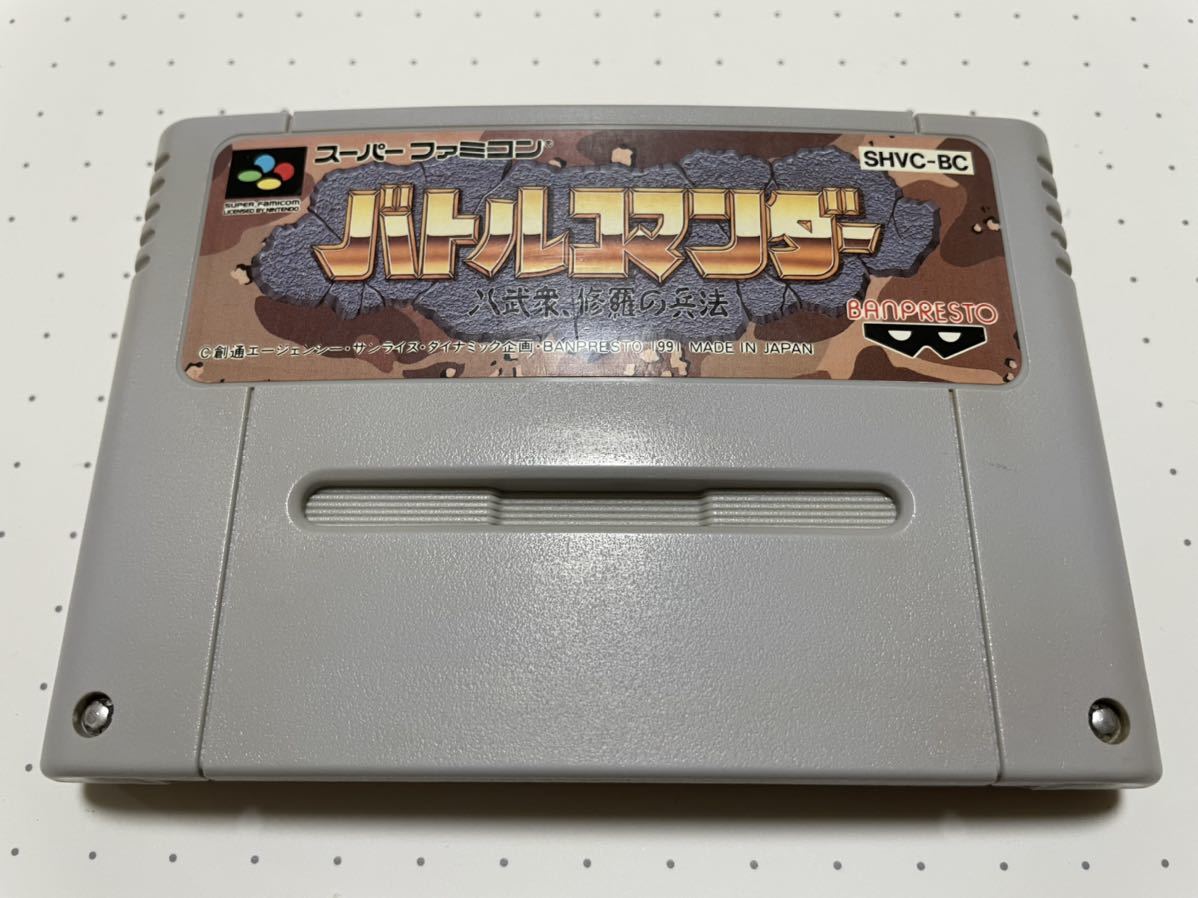 スーパーファミコン®
SHVC-BC
SUPER FAMICOM
LICENSED BY NINTENDO
バトルコマンダー
八武衆、修羅の兵法
BANPRESTO
©創通エージェンシー・サンライズ・ダイナミック企画・BANPRESTO 1991 MADE IN JAPAN